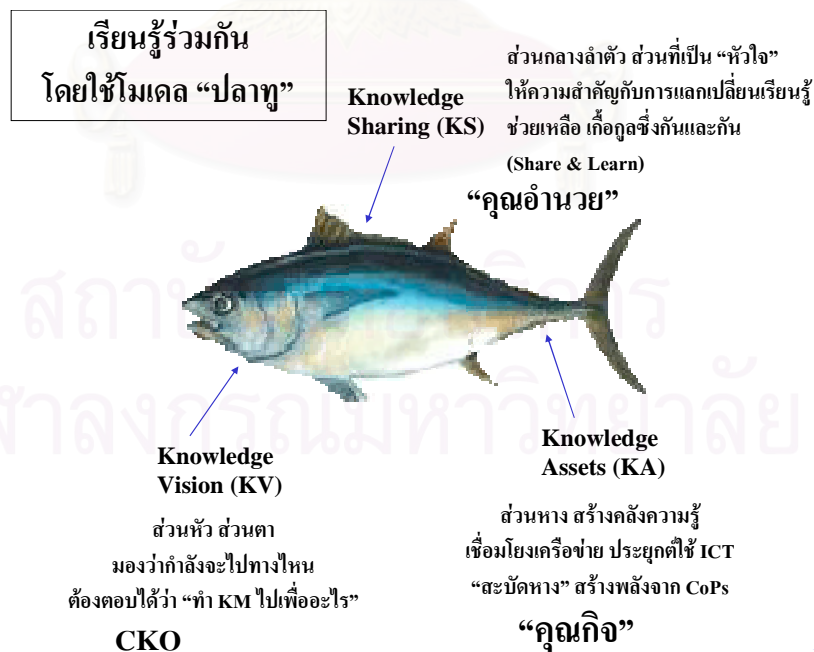 เรียนรู้ร่วมกัน
โดยใช้โมเดล “ปลาทู”
Knowledge
Sharing (KS)
ส่วนกลางลำตัว ส่วนที่เป็น “หัวใจ”
ให้ความสำคัญกับการแลกเปลี่ยนเรียนรู้
ช่วยเหลือ เกื้อกูลซึ่งกันและกัน
(Share & Learn)
“คุณอำนวย”
Knowledge
Vision (KV)
ส่วนหัว ส่วนตา
มองว่ากำลังจะไปทางไหน
ต้องตอบได้ว่า “ทำ KM ไปเพื่ออะไร”
CKO
Knowledge
Assets (KA)
ส่วนหาง สร้างคลังความรู้
เชื่อมโยงเครือข่าย ประยุกต์ใช้ ICT
“สะบัดหาง” สร้างพลังจาก CoPs
“คุณกิจ”